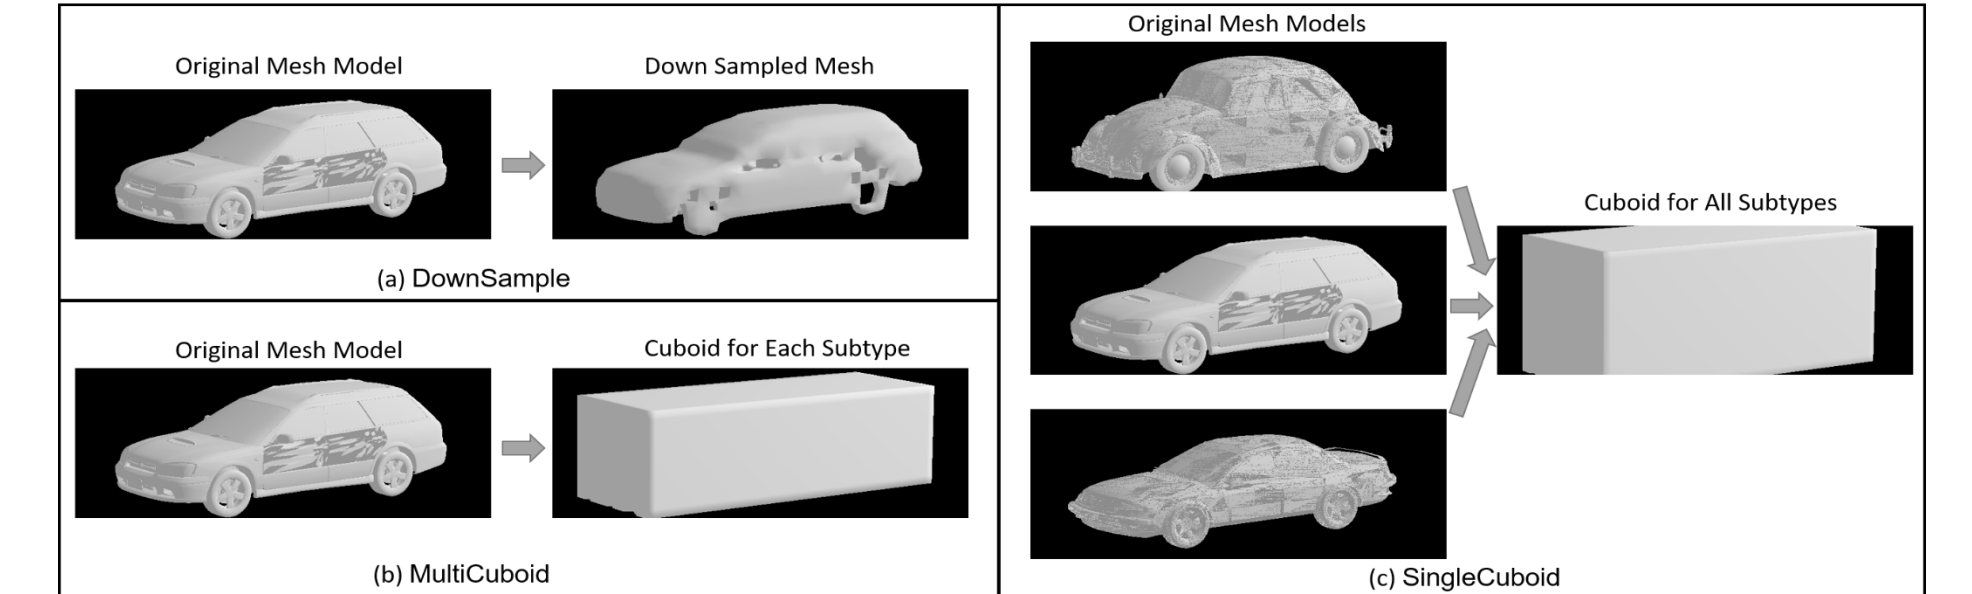 Original Mesh Model
Down Sampled Mesh
(a) DownSample
Original Mesh Model
Cuboid for Each Subtype
(b) MultiCuboid
Original Mesh Models
Cuboid for All Subtypes
(c) SingleCuboid